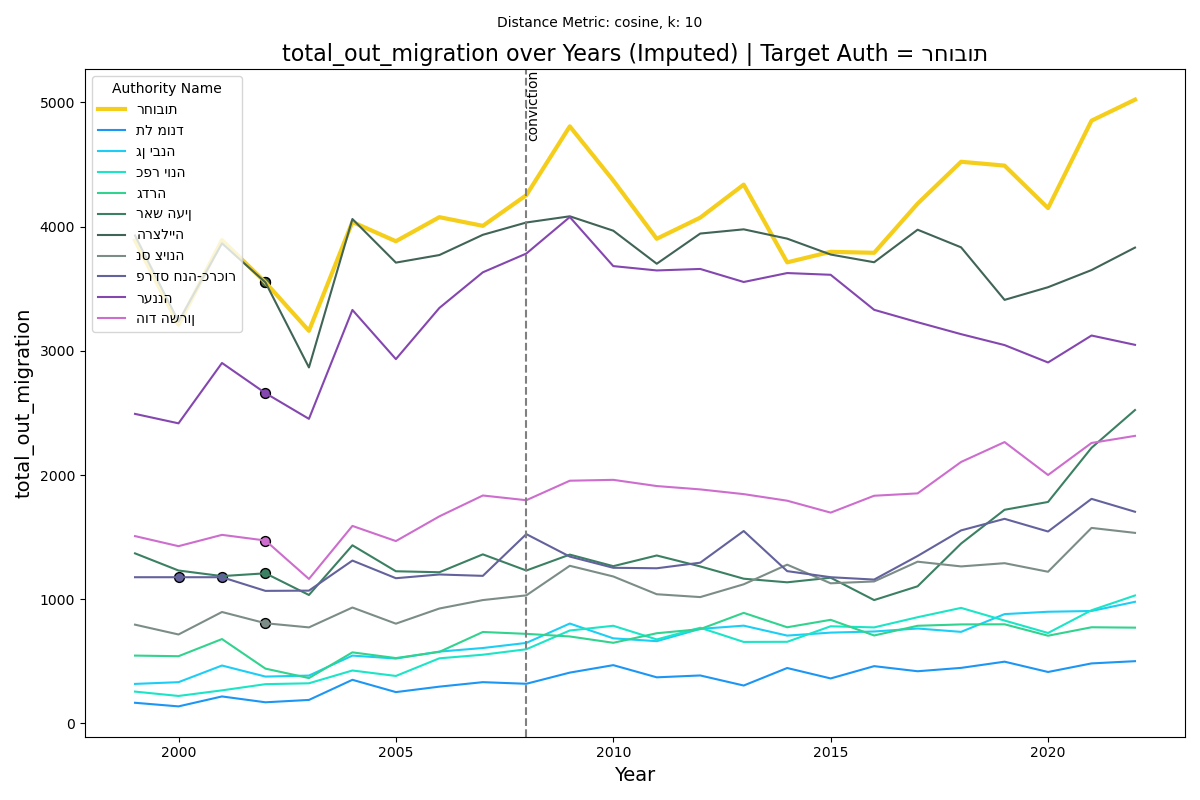 Distance Metric: cosine, k: 10
total_out_migration over Years (Imputed) | Target Auth = רחובות
Authority Name
רחובות
תל מונד
גן יבנה
כפר יונה
גדרה
ראש העין
הרצלייה
נס ציונה
פרדס חנה-כרכור
רעננה
הוד השרון
conviction
total_out_migration
5000
4000
3000
2000
1000
0
2000 2005 2010 2015 2020
Year